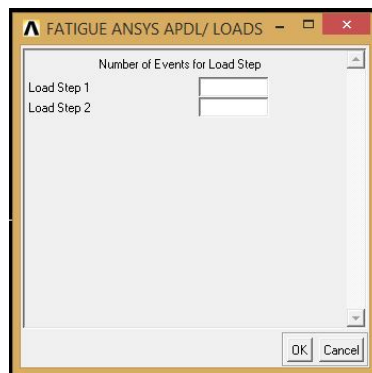 FATIGUE ANSYS APDL/ LOADS
Number of Events for Load Step
Load Step 1
Load Step 2
OK Cancel